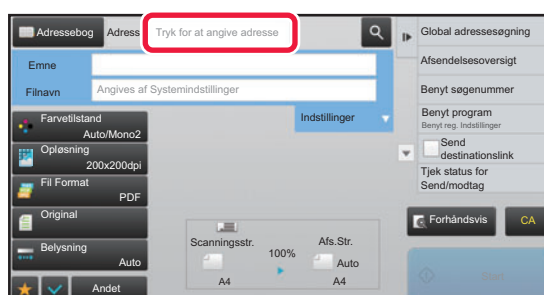 Adressebog
Adress
Tryk for at angive adresse
Emne
Filnavn
Angives af Systemindstillinger
Indstillinger
Farvetilstand
Auto/Mono2
Opløsning
200x200dpi
Fil Format
PDF
Original
Belysning
Auto
Andet
Scanningsstr.
A4
100%
Afs.Str.
Auto
A4
Global adressesøgning
Afsendelsesoversigt
Benyt søgenummer
Benyt program
Benyt reg. Indstillinger
Send
destinationslink
Tjek status for
Send/modtag
Forhåndsvis
CA
Start